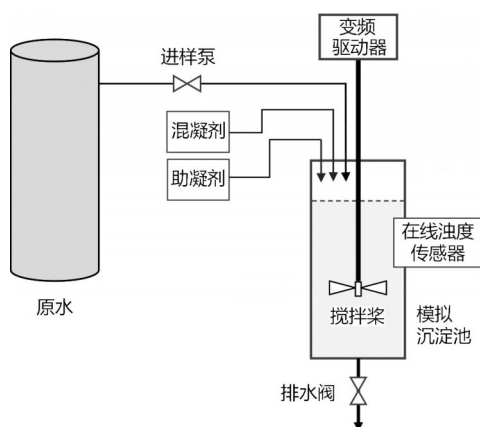 变频
驱动器
进样泵
混凝剂
助凝剂
在线浊度
传感器
搅拌桨
模拟
沉淀池
原水
排水阀